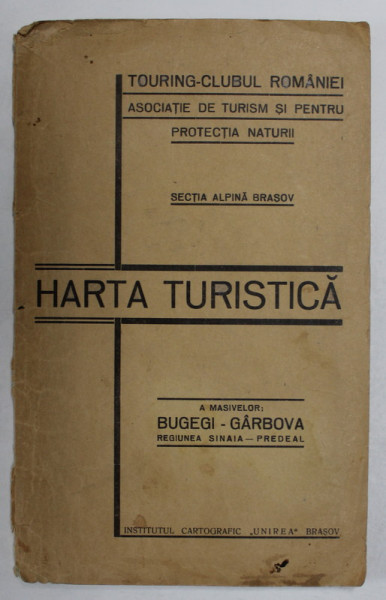 TOURING-CLUBUL ROMÂNIEI
ASOCIAȚIE DE TURISM ȘI PENTRU
PROTECȚIA NATURII
SECȚIA ALPINĂ BRAȘOV
HARTA TURISTICĂ
A MASIVELOR:
BUGEGI - GÂRBOVA
REGIUNEA SINAIA — PREDEAL
INSTITUTUL CARTOGRAFIC „UNIREA" BRAȘOV